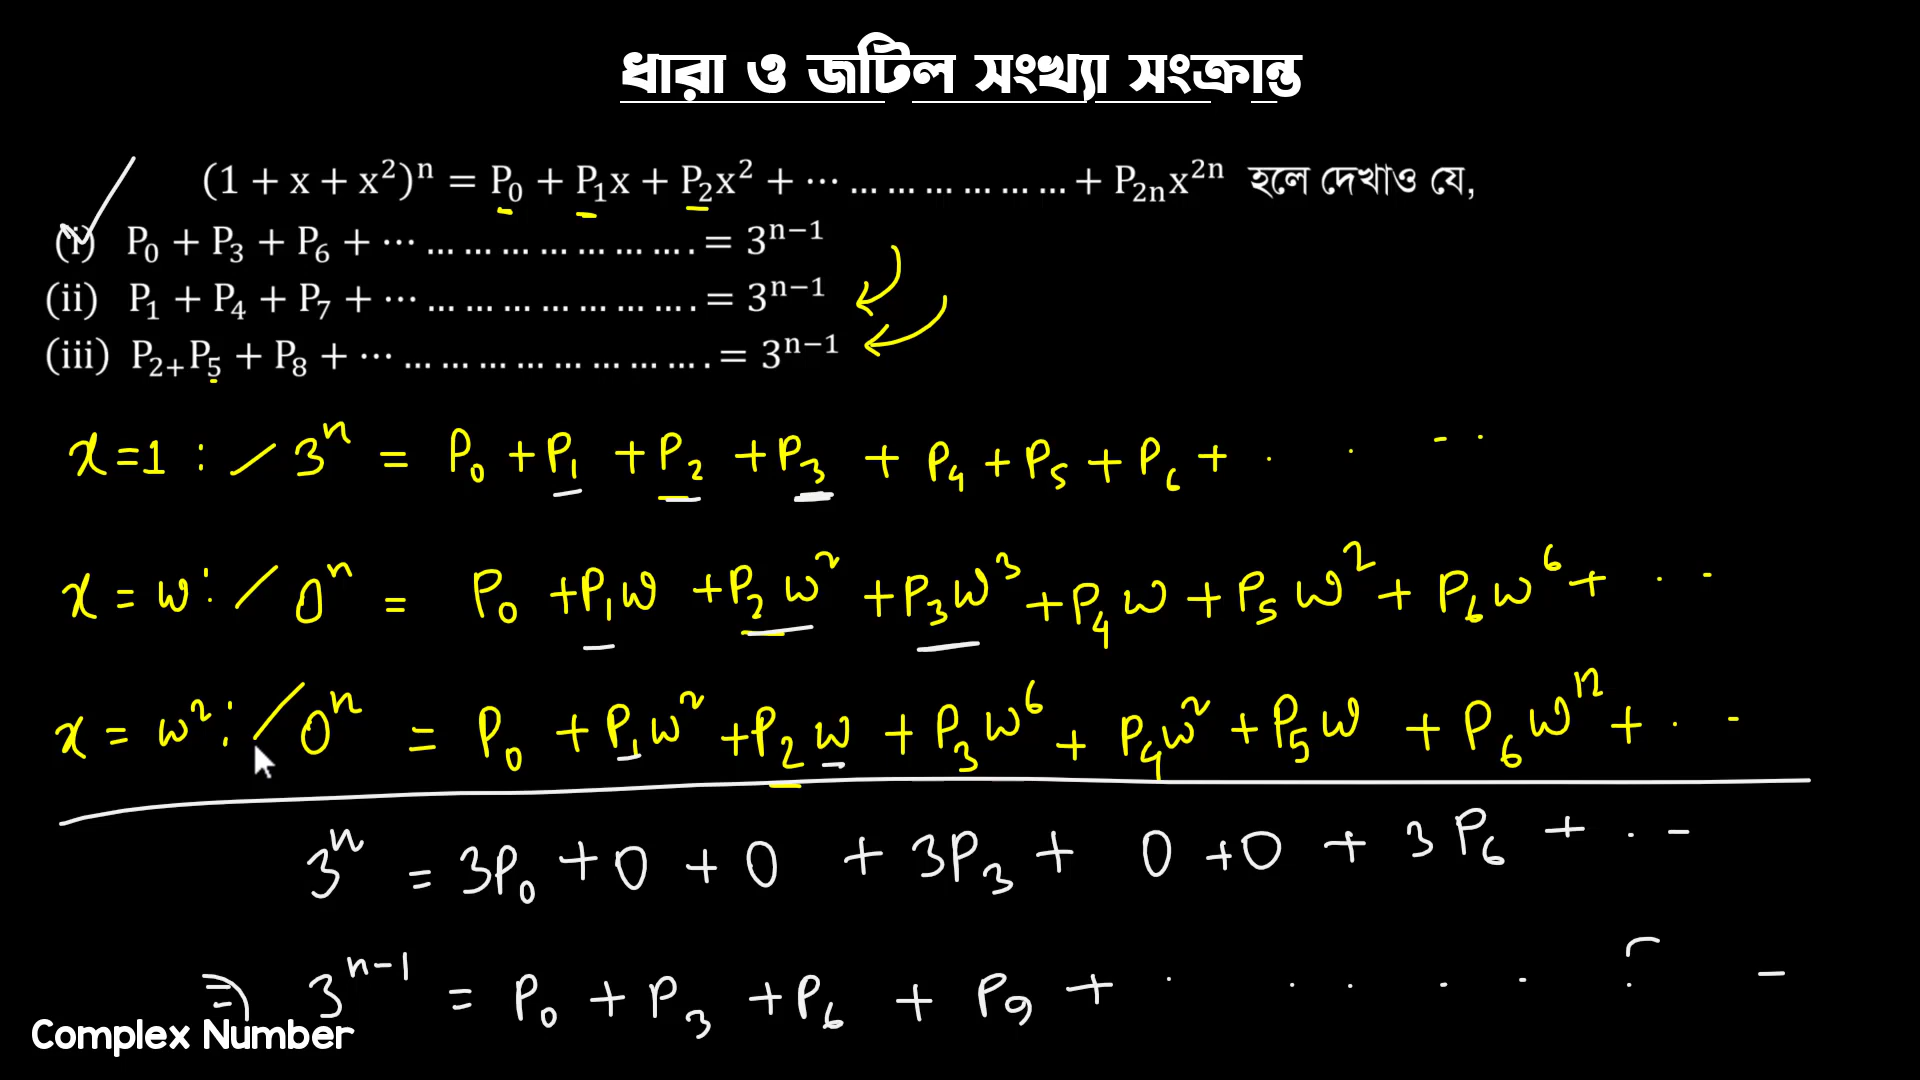 ধারা ও জটিল সংখ্যা সংক্রান্ত
(1 + x + x²)ⁿ = P₀ + P₁x + P₂x² + ⋯ … … … … … … + P₂ₙx²ⁿ হলে দেখাও যে,
(i) P₀ + P₃ + P₆ + ⋯ … … … … … … …. = 3ⁿ⁻¹
(ii) P₁ + P₄ + P₇ + ⋯ … … … … … … …. = 3ⁿ⁻¹
(iii) P₂₊P₅ + P₈ + ⋯ … … … … … … … …. = 3ⁿ⁻¹
x = 1 : 3ⁿ = P₀ + P₁ + P₂ + P₃ + P₄ + P₅ + P₆ + . . - .
x = ω : 0ⁿ = P₀ + P₁ω + P₂ω² + P₃ω³ + P₄ω + P₅ω² + P₆ω⁶ + . -
x = ω² : 0ⁿ = P₀ + P₁ω² + P₂ω + P₃ω⁶ + P₄ω² + P₅ω + P₆ω¹² + . -
3ⁿ = 3P₀ + 0 + 0 + 3P₃ + 0 + 0 + 3P₆ + . -
⇒ 3ⁿ⁻¹ = P₀ + P₃ + P₆ + P₉ + . . . . . . -
Complex Number